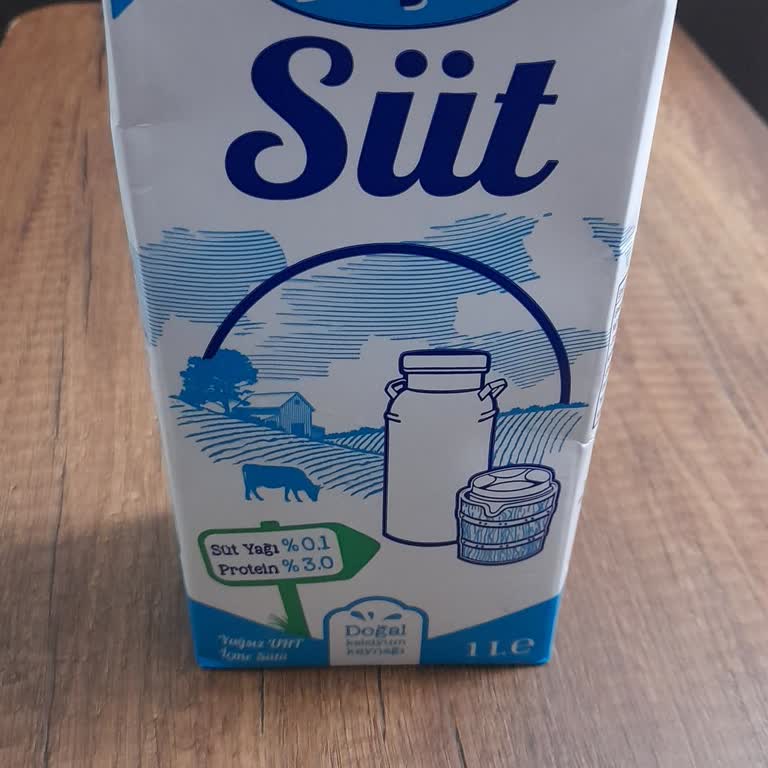 Süt
Süt Yağı %0.1
Protein %3.0
Yağsız UHT
İçme Sütü
Doğal
kalsiyum
kaynağı
1 L e